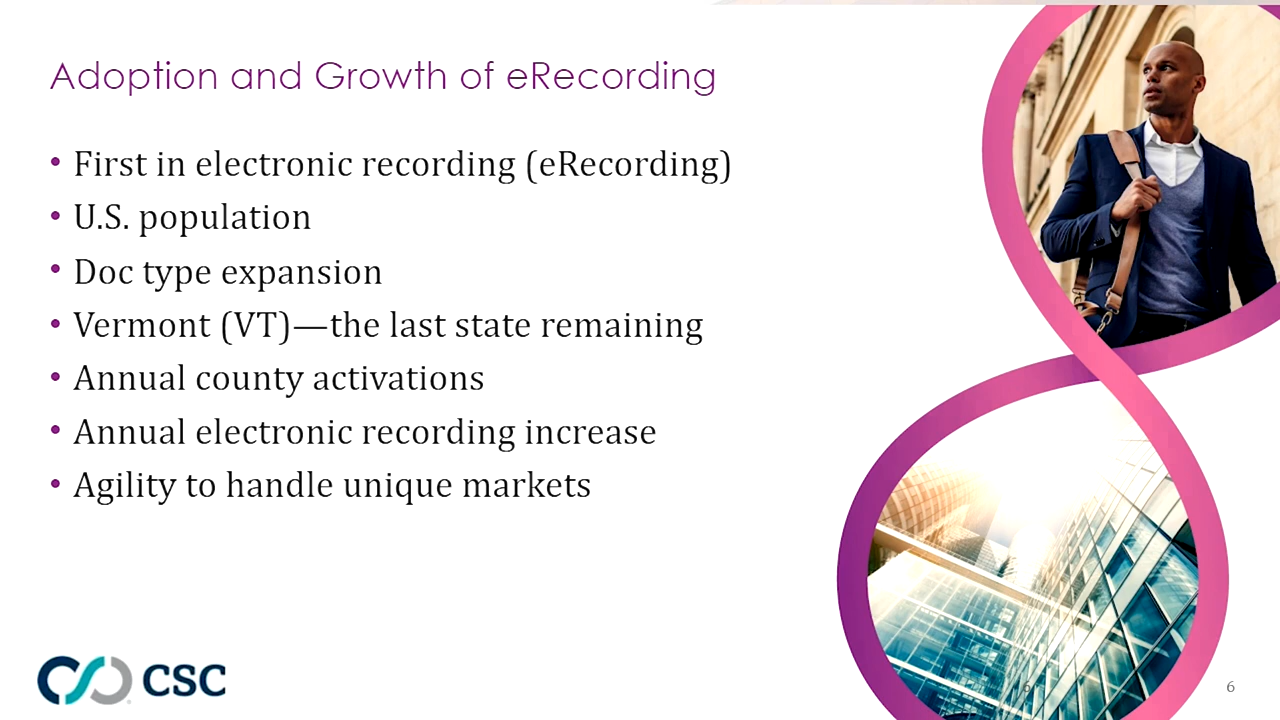 Adoption and Growth of eRecording
• First in electronic recording (eRecording)
• U.S. population
• Doc type expansion
• Vermont (VT)—the last state remaining
• Annual county activations
• Annual electronic recording increase
• Agility to handle unique markets
CSC
6
6